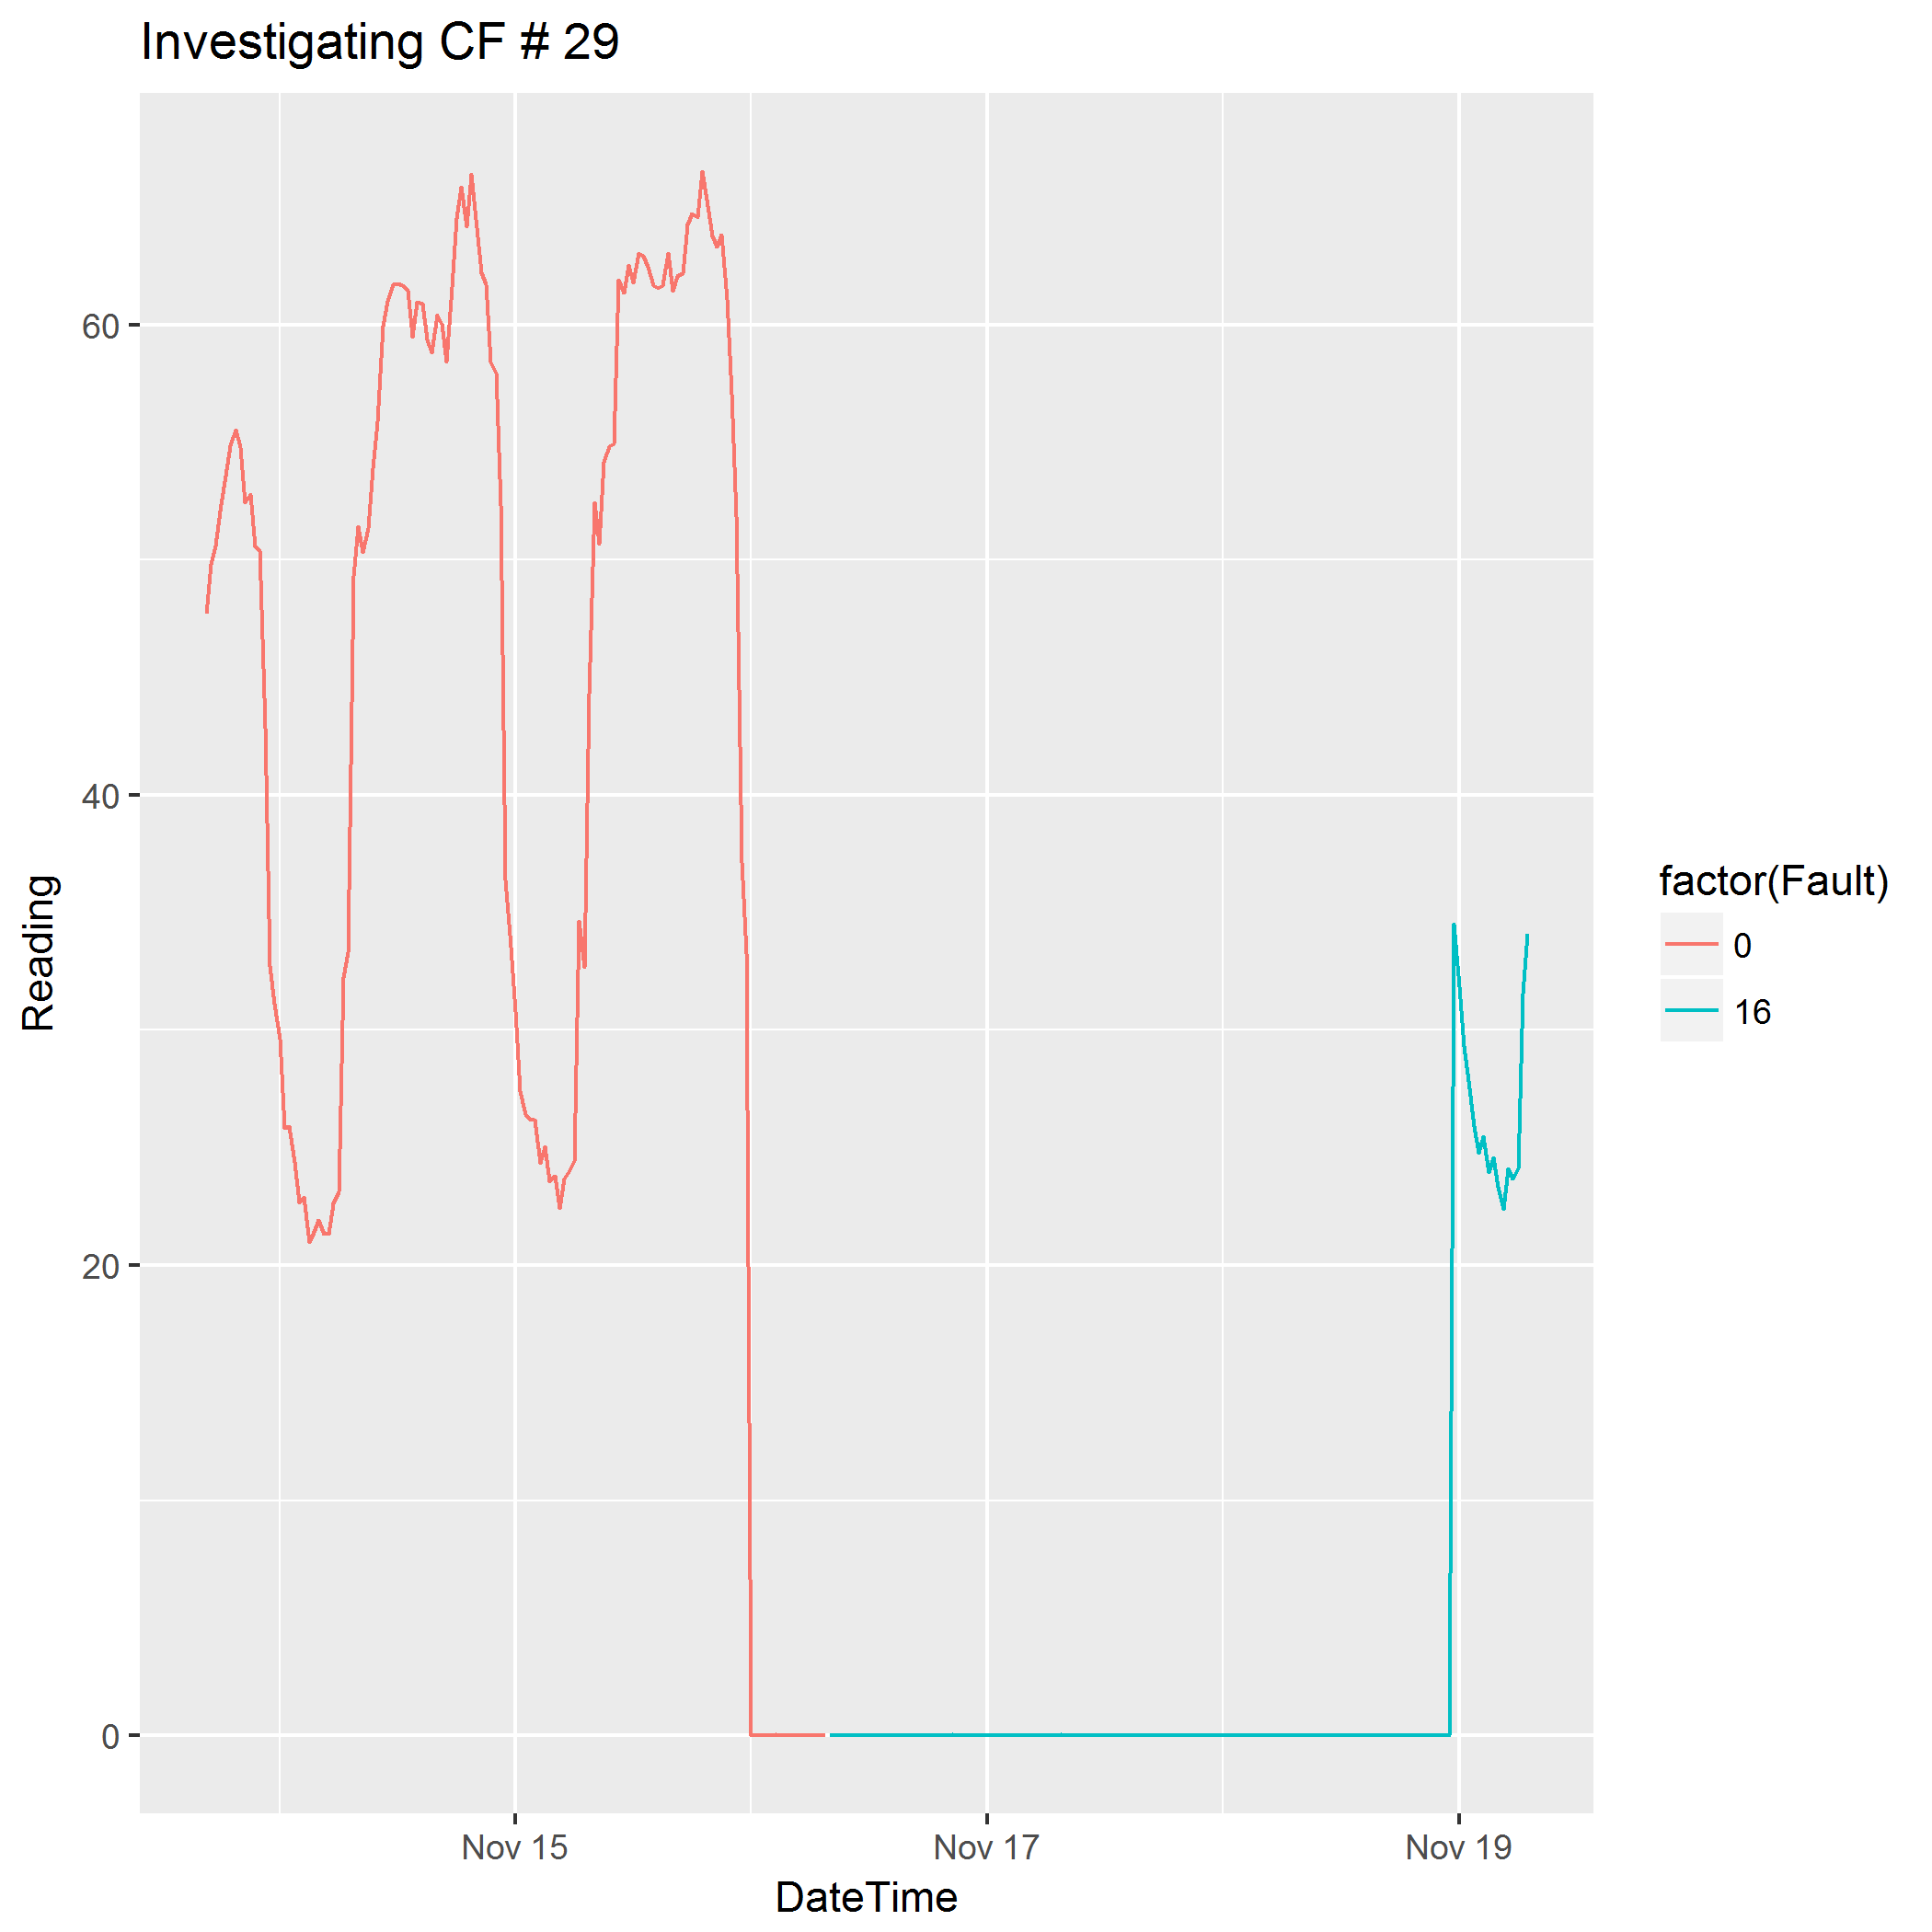 Investigating CF # 29
60
40
20
0
Reading
Nov 15
Nov 17
Nov 19
DateTime
factor(Fault)
0
16